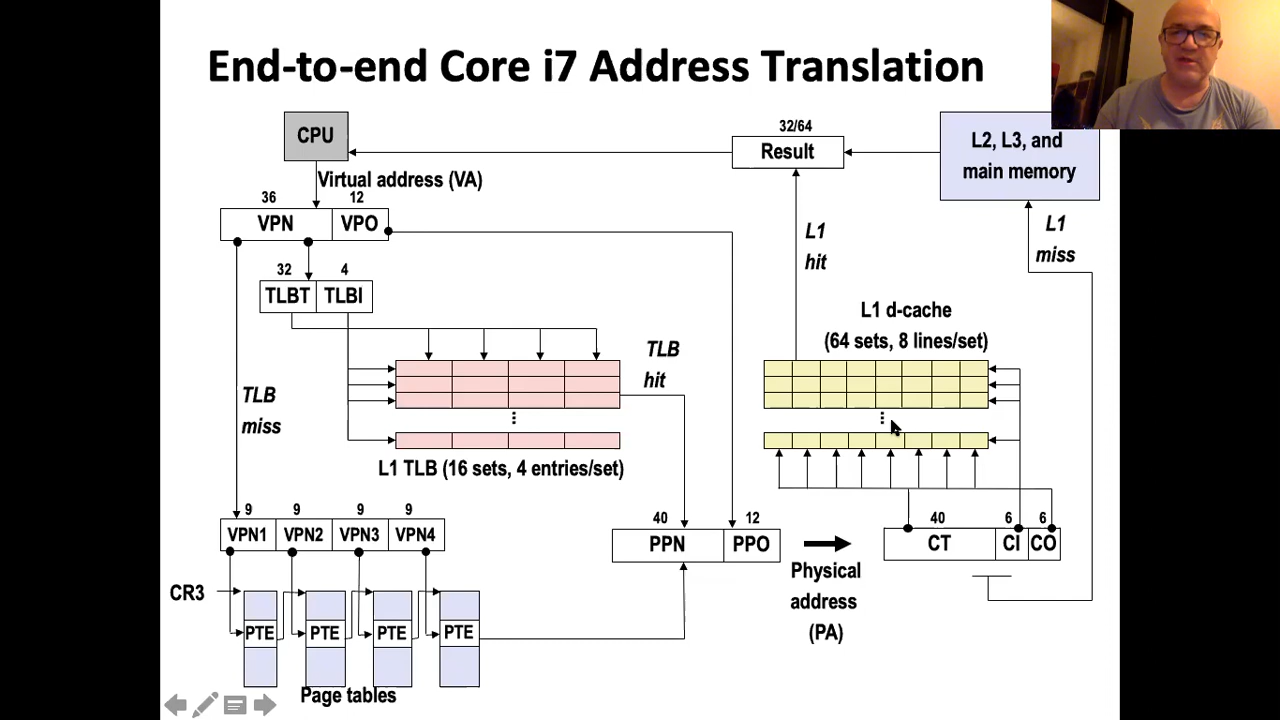 End-to-end Core i7 Address Translation
CPU
32/64
Result
L2, L3, and
main memory
Virtual address (VA)
36
12
VPN
VPO
L1
hit
L1
miss
32
4
TLBT
TLBI
L1 d-cache
(64 sets, 8 lines/set)
TLB
hit
TLB
miss
...
...
L1 TLB (16 sets, 4 entries/set)
9
9
9
9
VPN1
VPN2
VPN3
VPN4
40
12
PPN
PPO
40
6
6
CT
CI
CO
Physical
address
(PA)
CR3
PTE
PTE
PTE
PTE
Page tables